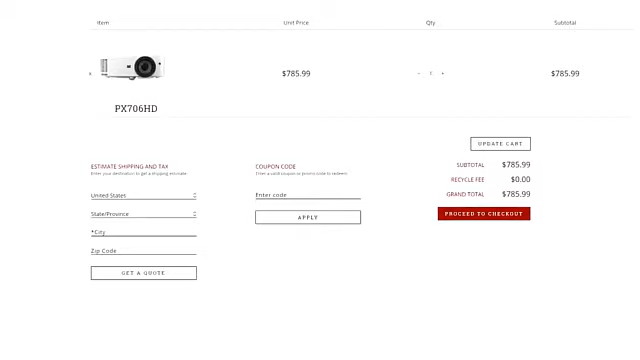 Item Unit Price Qty Subtotal
x $785.99 - 1 + $785.99
PX706HD
UPDATE CART
ESTIMATE SHIPPING AND TAX
Enter your destination to get a shipping estimate.
United States
State/Province
*City
Zip Code
GET A QUOTE
COUPON CODE
Enter a valid coupon or promo code to redeem.
Enter code
APPLY
SUBTOTAL $785.99
RECYCLE FEE $0.00
GRAND TOTAL $785.99
PROCEED TO CHECKOUT